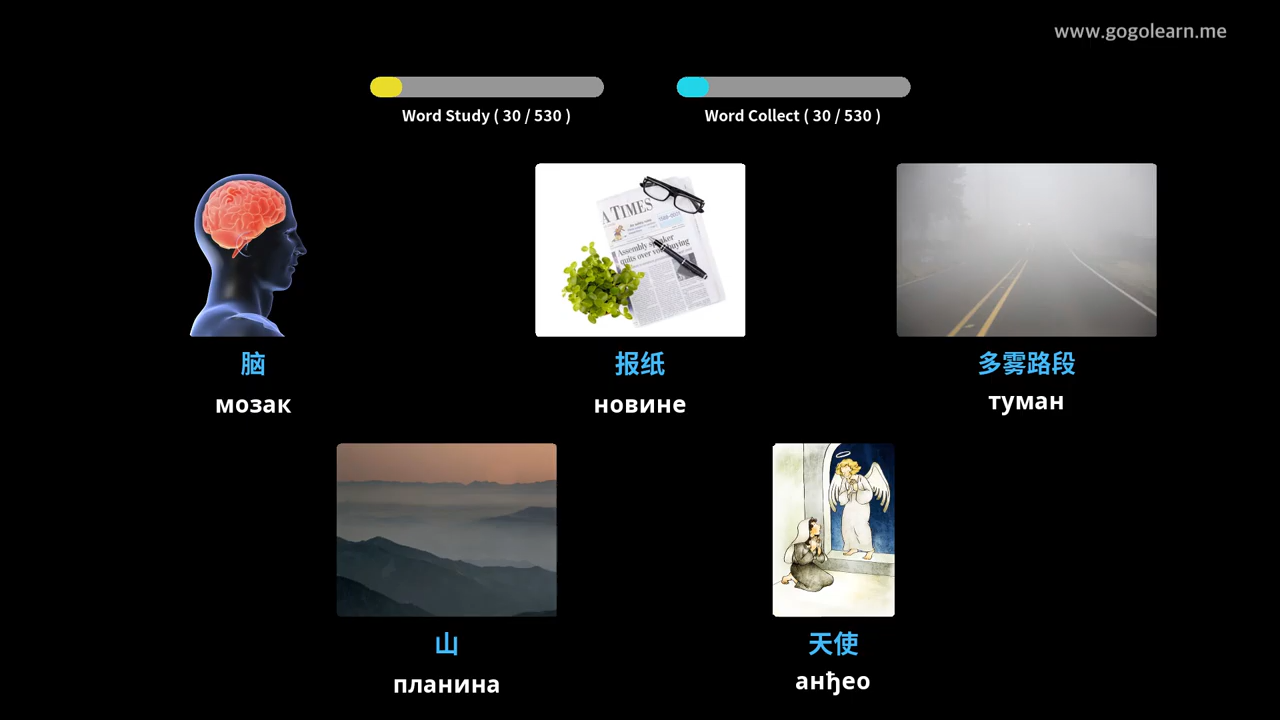 www.gogolearn.me
Word Study ( 30 / 530 )
Word Collect ( 30 / 530 )
A TIMES
脑
报纸
多雾路段
мозак
новине
туман
山
天使
планина
анђео